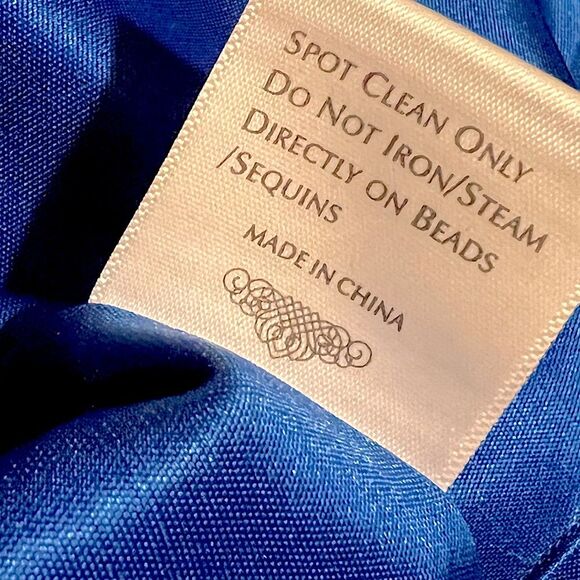 SPOT CLEAN ONLY
DO NOT IRON/STEAM
DIRECTLY ON BEADS
/SEQUINS
MADE IN CHINA